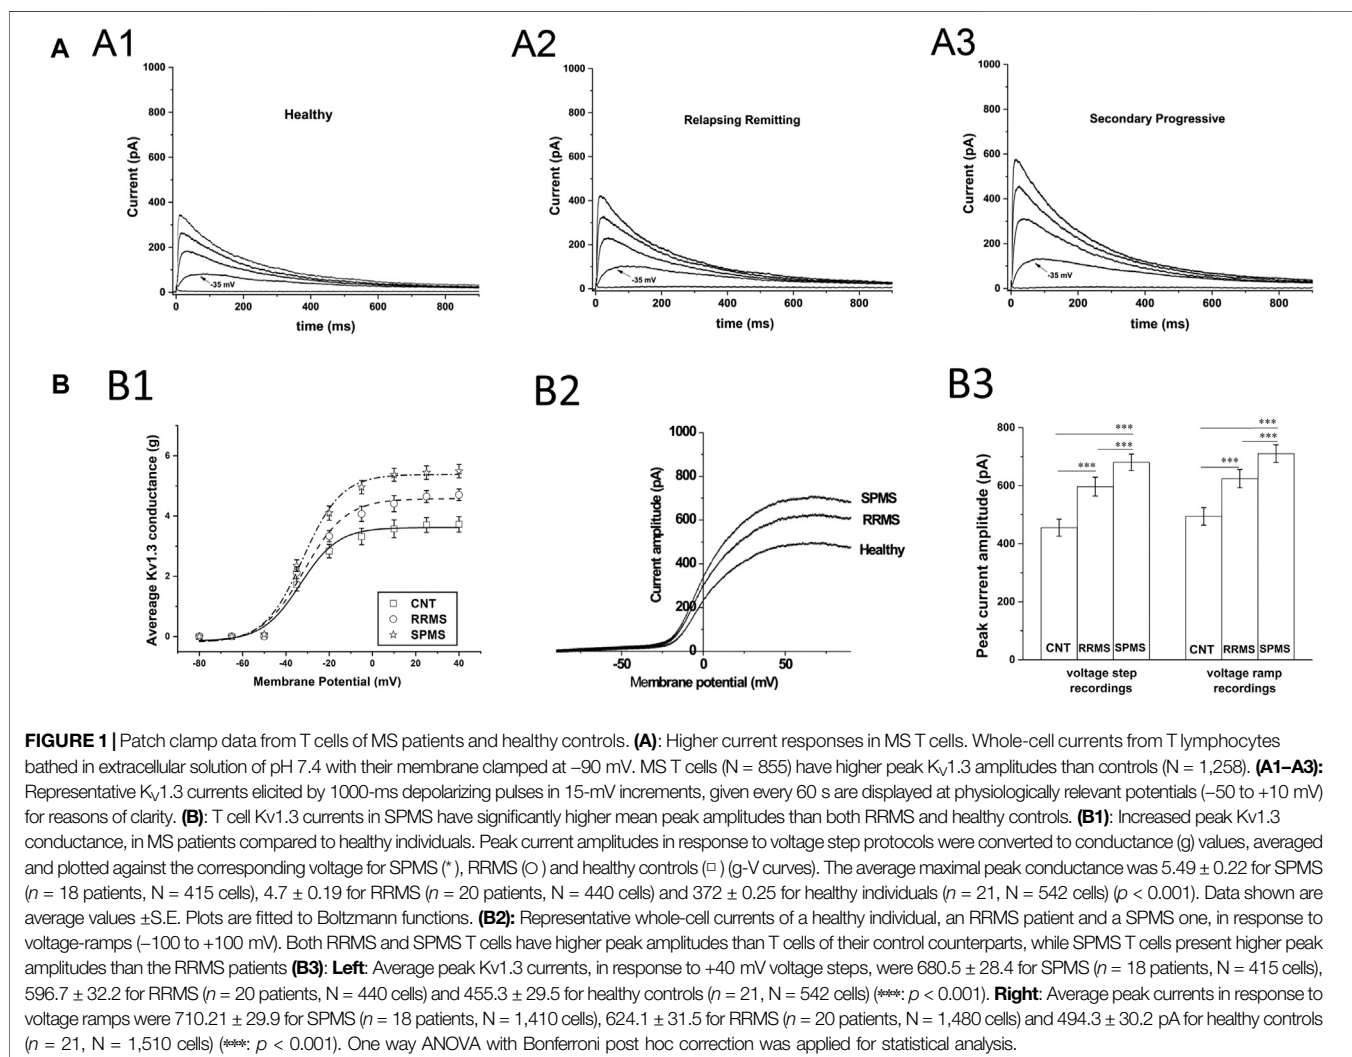 A A1
1000
800
600
400
200
0
Current (pA)
Healthy
-35 mV
0 200 400 600 800
time (ms)
A2
1000
800
600
400
200
0
Current (pA)
Relapsing Remitting
-35 mV
0 200 400 600 800
time (ms)
A3
1000
800
600
400
200
0
Current (pA)
Secondary Progressive
-35 mV
0 200 400 600 800
time (ms)
B B1
6
4
2
0
Avereage Kv1.3 conductance (g)
CNT
RRMS
SPMS
-80 -60 -40 -20 0 20 40
Membrane Potential (mV)
B2
1000
800
600
400
200
0
Current amplitude (pA)
SPMS
RRMS
Healthy
-50 0 50
Membrane potential (mV)
B3
800
600
400
200
0
Peak current amplitude (pA)
*** ***
*** ***
*** ***
CNT RRMS SPMS CNT RRMS SPMS
voltage step recordings
voltage ramp recordings
FIGURE 1 | Patch clamp data from T cells of MS patients and healthy controls. (A): Higher current responses in MS T cells. Whole-cell currents from T lymphocytes
bathed in extracellular solution of pH 7.4 with their membrane clamped at −90 mV. MS T cells (N = 855) have higher peak KV1.3 amplitudes than controls (N = 1,258). (A1–A3):
Representative KV1.3 currents elicited by 1000-ms depolarizing pulses in 15-mV increments, given every 60 s are displayed at physiologically relevant potentials (−50 to +10 mV)
for reasons of clarity. (B): T cell Kv1.3 currents in SPMS have significantly higher mean peak amplitudes than both RRMS and healthy controls. (B1): Increased peak Kv1.3
conductance, in MS patients compared to healthy individuals. Peak current amplitudes in response to voltage step protocols were converted to conductance (g) values, averaged
and plotted against the corresponding voltage for SPMS (*), RRMS (○) and healthy controls (□) (g-V curves). The average maximal peak conductance was 5.49 ± 0.22 for SPMS
(n = 18 patients, N = 415 cells), 4.7 ± 0.19 for RRMS (n = 20 patients, N = 440 cells) and 372 ± 0.25 for healthy individuals (n = 21, N = 542 cells) (p < 0.001). Data shown are
average values ±S.E. Plots are fitted to Boltzmann functions. (B2): Representative whole-cell currents of a healthy individual, an RRMS patient and a SPMS one, in response to
voltage-ramps (−100 to +100 mV). Both RRMS and SPMS T cells have higher peak amplitudes than T cells of their control counterparts, while SPMS T cells present higher peak
amplitudes than the RRMS patients (B3): Left: Average peak Kv1.3 currents, in response to +40 mV voltage steps, were 680.5 ± 28.4 for SPMS (n = 18 patients, N = 415 cells),
596.7 ± 32.2 for RRMS (n = 20 patients, N = 440 cells) and 455.3 ± 29.5 for healthy controls (n = 21, N = 542 cells) (***: p < 0.001). Right: Average peak currents in response to
voltage ramps were 710.21 ± 29.9 for SPMS (n = 18 patients, N = 1,410 cells), 624.1 ± 31.5 for RRMS (n = 20 patients, N = 1,480 cells) and 494.3 ± 30.2 pA for healthy controls
(n = 21, N = 1,510 cells) (***: p < 0.001). One way ANOVA with Bonferroni post hoc correction was applied for statistical analysis.